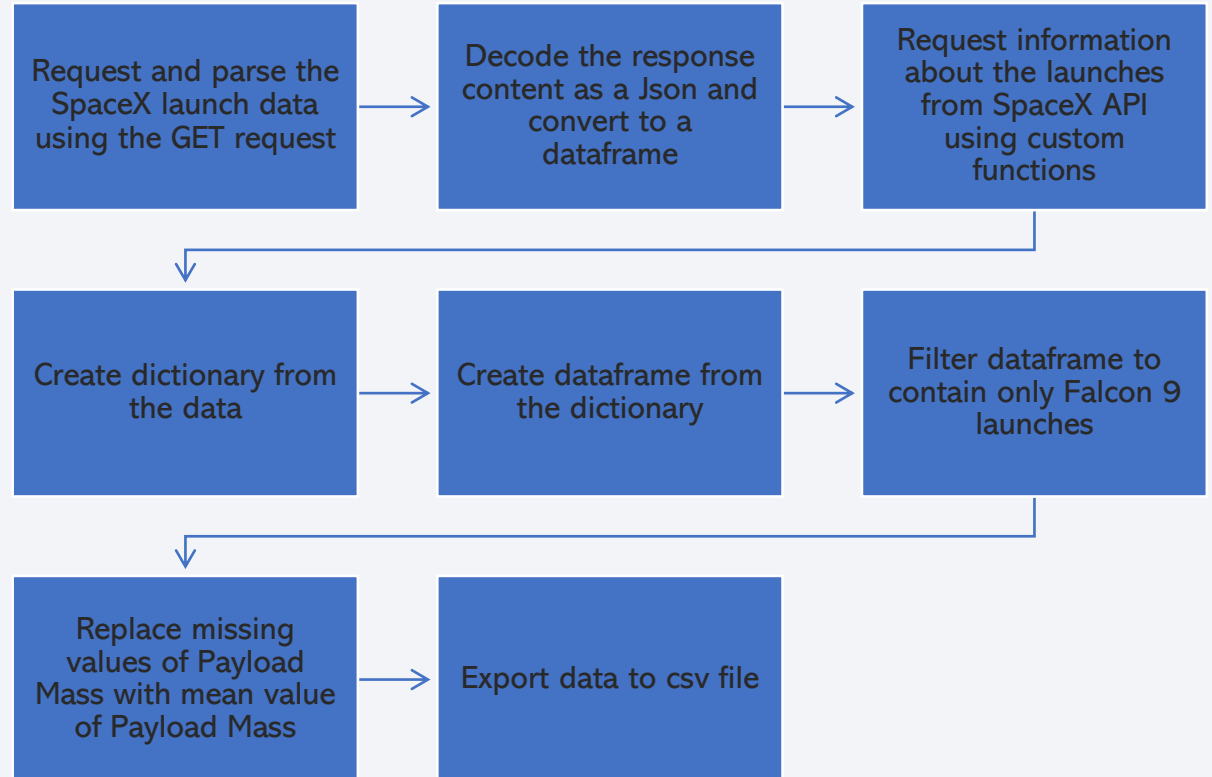 Request and parse the
SpaceX launch data
using the GET request
Decode the response
content as a Json and
convert to a
dataframe
Request information
about the launches
from SpaceX API
using custom
functions
Create dictionary from
the data
Create dataframe from
the dictionary
Filter dataframe to
contain only Falcon 9
launches
Replace missing
values of Payload
Mass with mean value
of Payload Mass
Export data to csv file